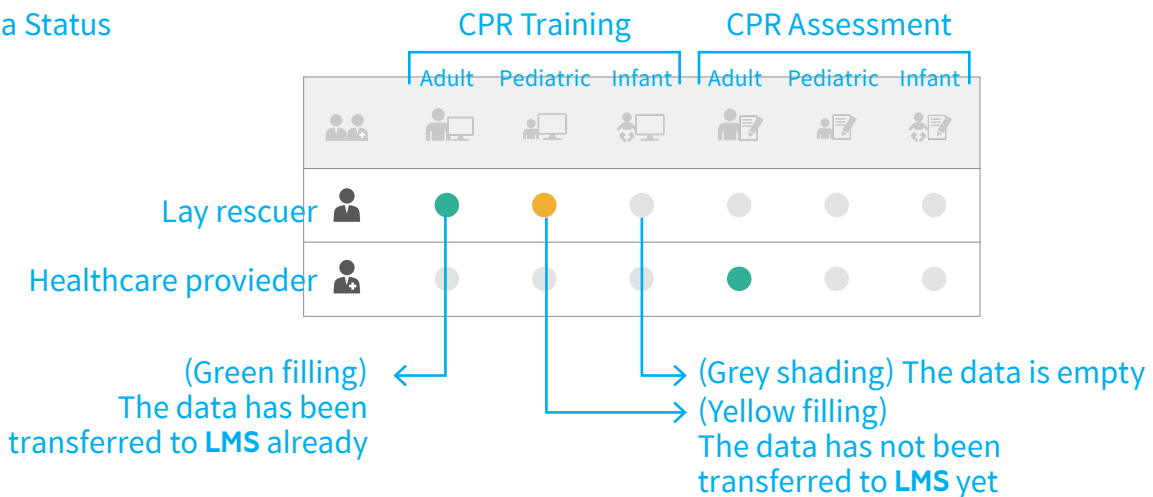 ta Status
CPR Training
CPR Assessment
Adult Pediatric Infant Adult Pediatric Infant
Lay rescuer
Healthcare provieder
(Green filling)
The data has been
transferred to LMS already
(Grey shading) The data is empty
(Yellow filling)
The data has not been
transferred to LMS yet